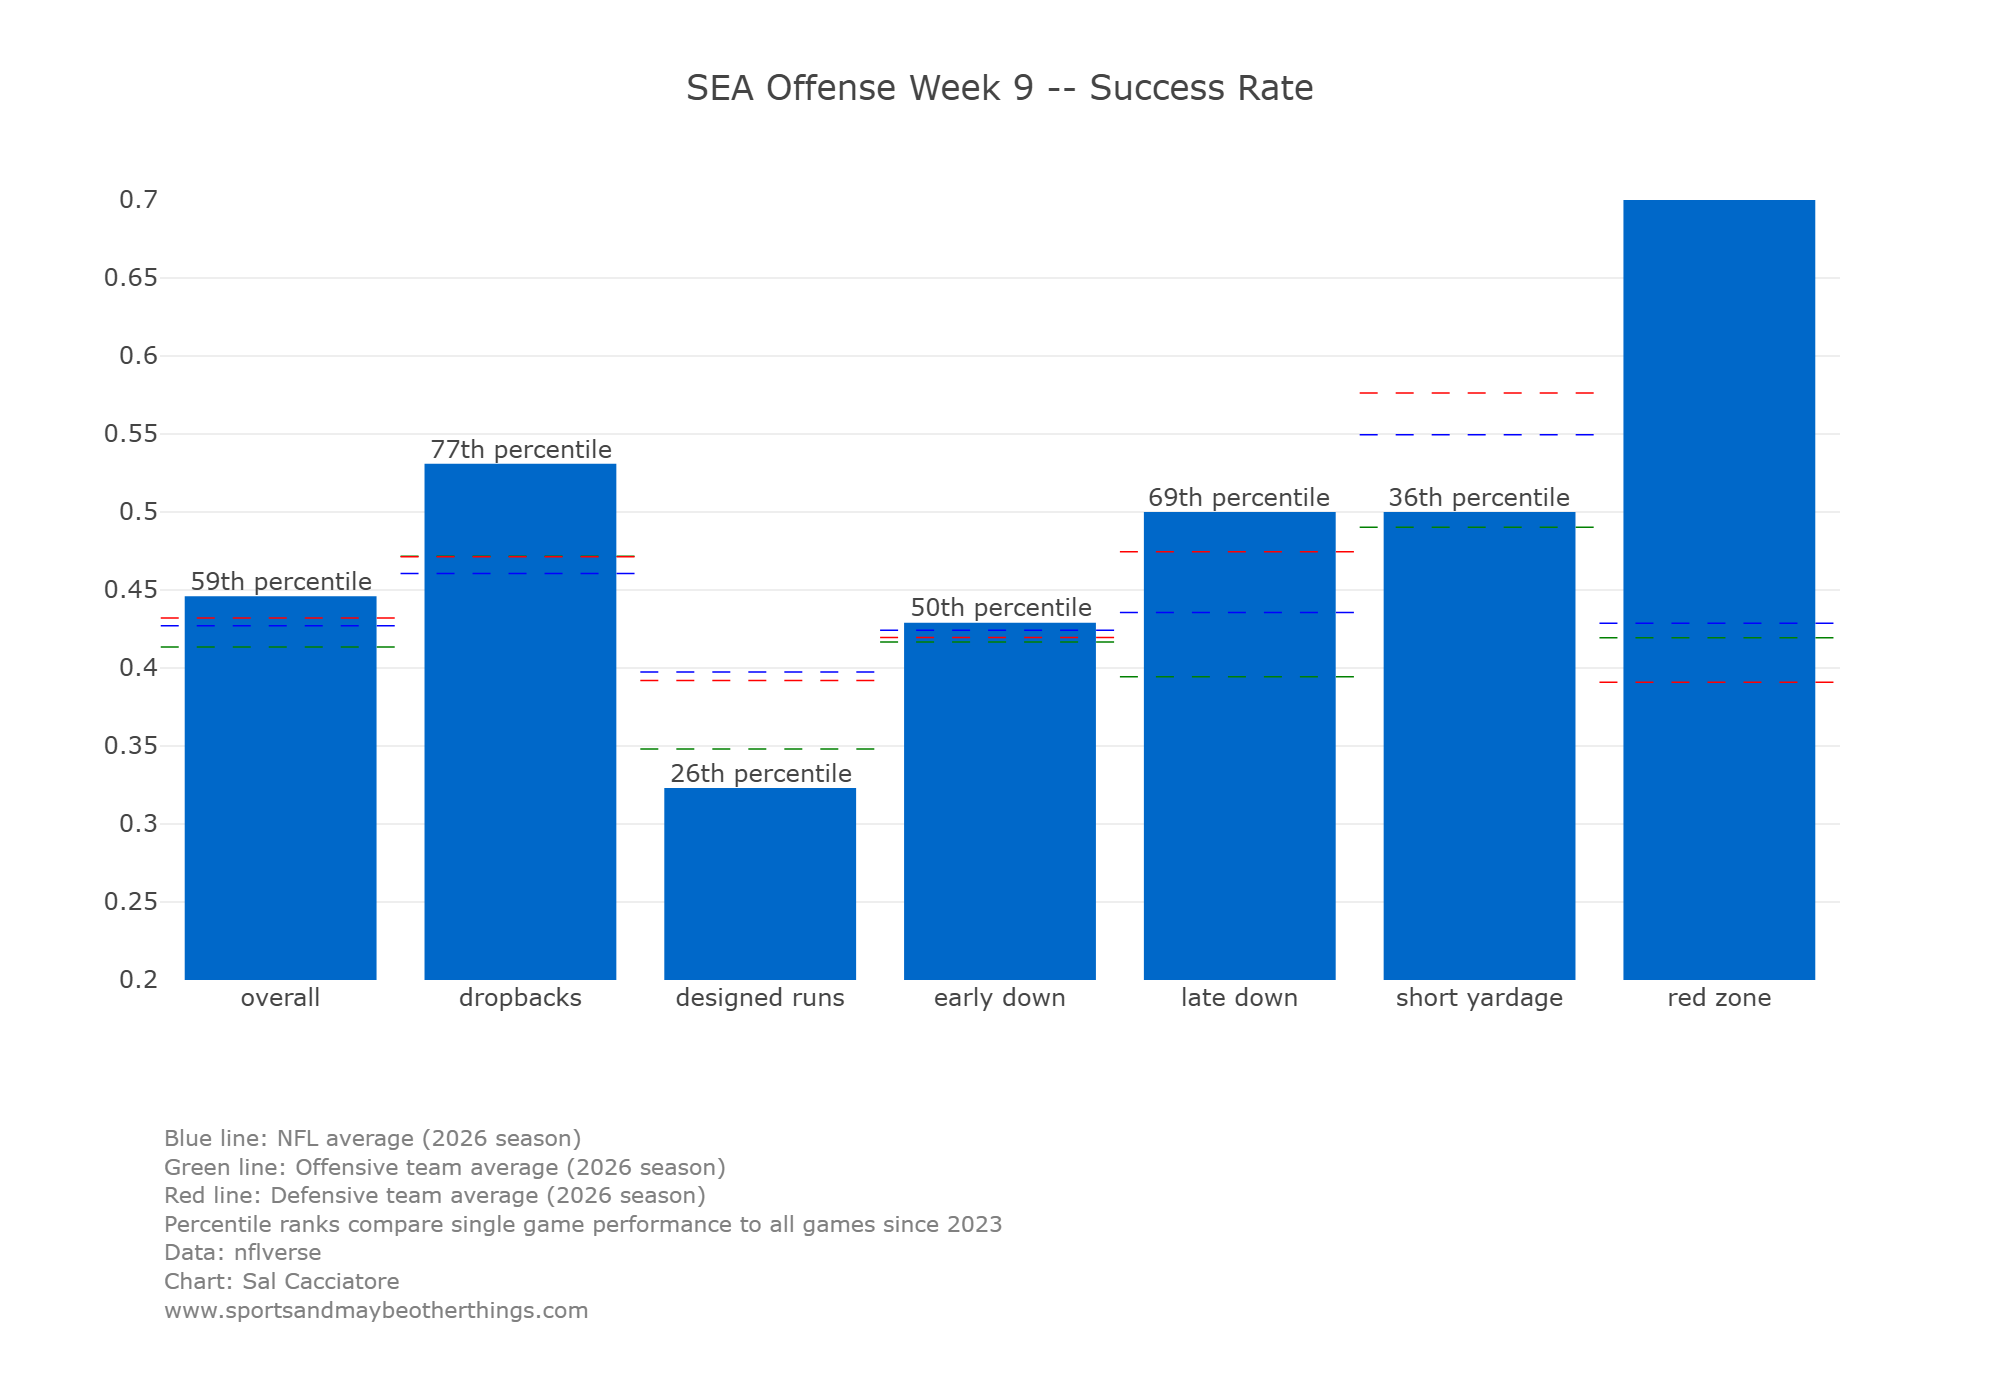 SEA Offense Week 9 -- Success Rate
0.7
0.65
0.6
0.55
0.5
0.45
0.4
0.35
0.3
0.25
0.2
59th percentile
77th percentile
26th percentile
50th percentile
69th percentile
36th percentile
overall
dropbacks
designed runs
early down
late down
short yardage
red zone
Blue line: NFL average (2026 season)
Green line: Offensive team average (2026 season)
Red line: Defensive team average (2026 season)
Percentile ranks compare single game performance to all games since 2023
Data: nflverse
Chart: Sal Cacciatore
www.sportsandmaybeotherthings.com